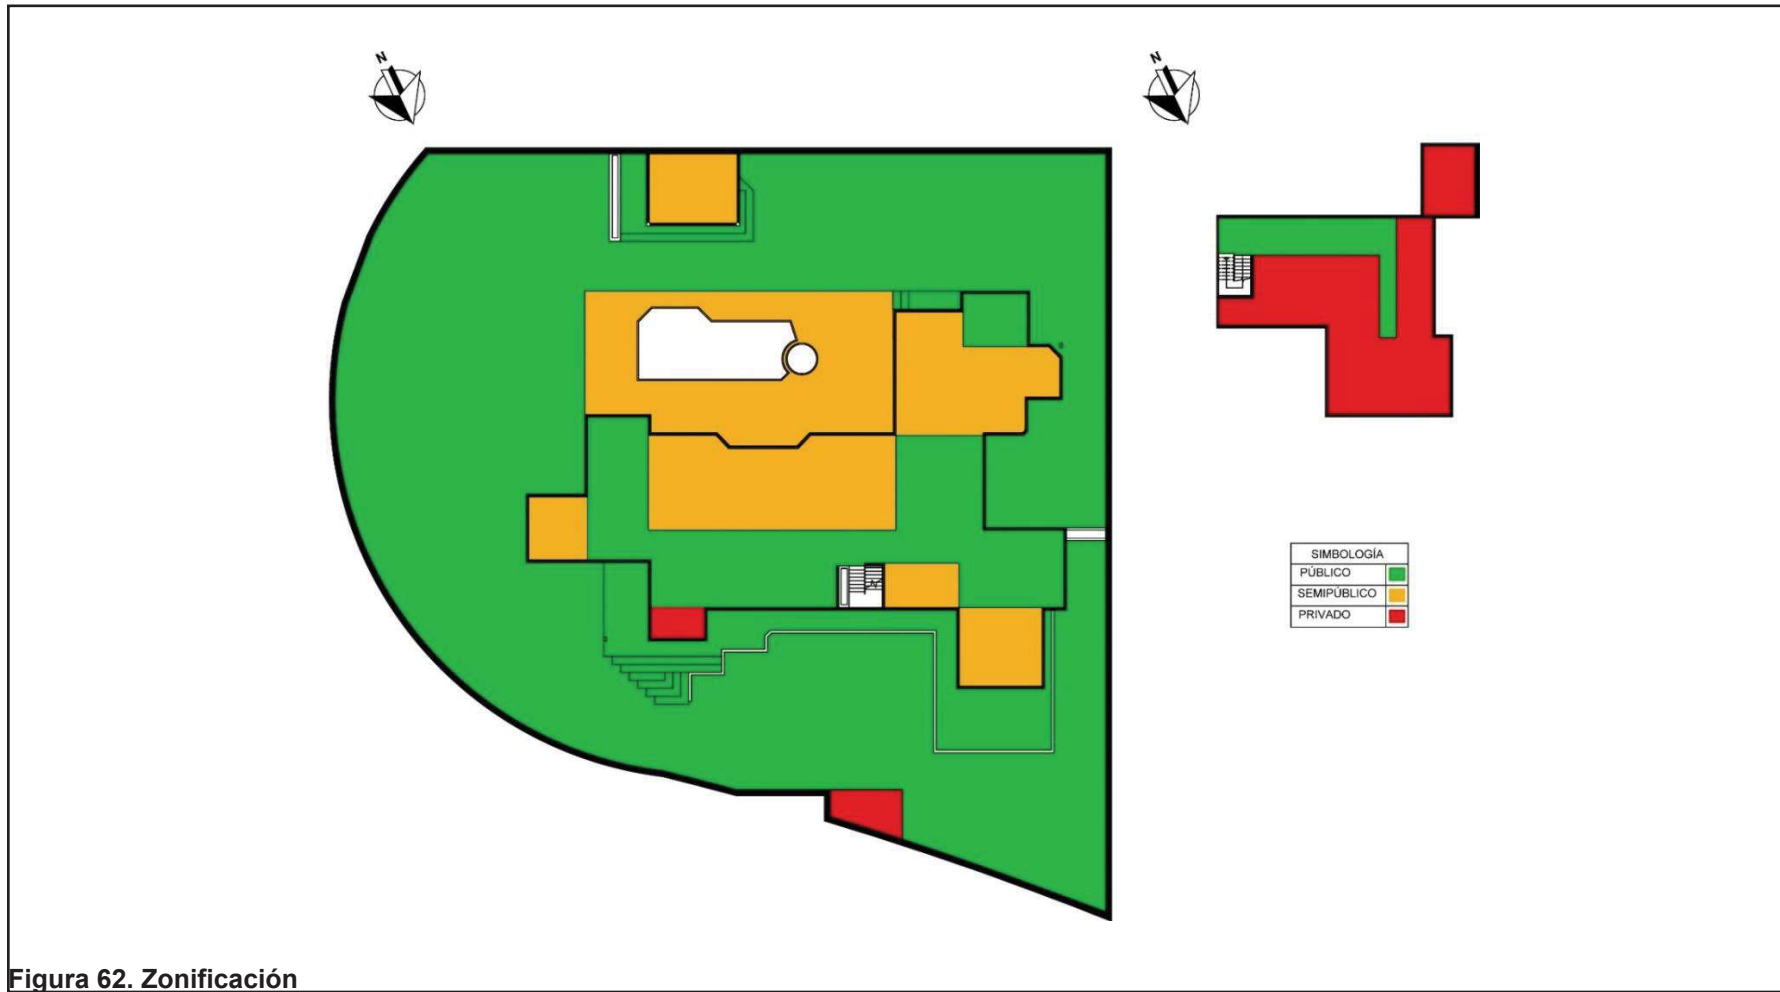 N
N
SIMBOLOGÍA
PÚBLICO
SEMIPÚBLICO
PRIVADO
Figura 62. Zonificación